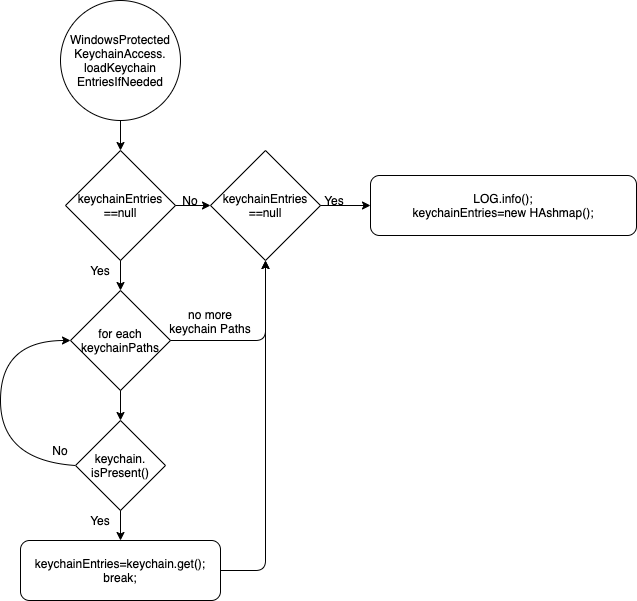 WindowsProtected
KeychainAccess.
loadKeychain
EntriesIfNeeded
keychainEntries
==null
No
keychainEntries
==null
Yes
LOG.info();
keychainEntries=new HAshmap();
Yes
for each
keychainPaths
no more
keychain Paths
keychain.
isPresent()
No
Yes
keychainEntries=keychain.get();
break;